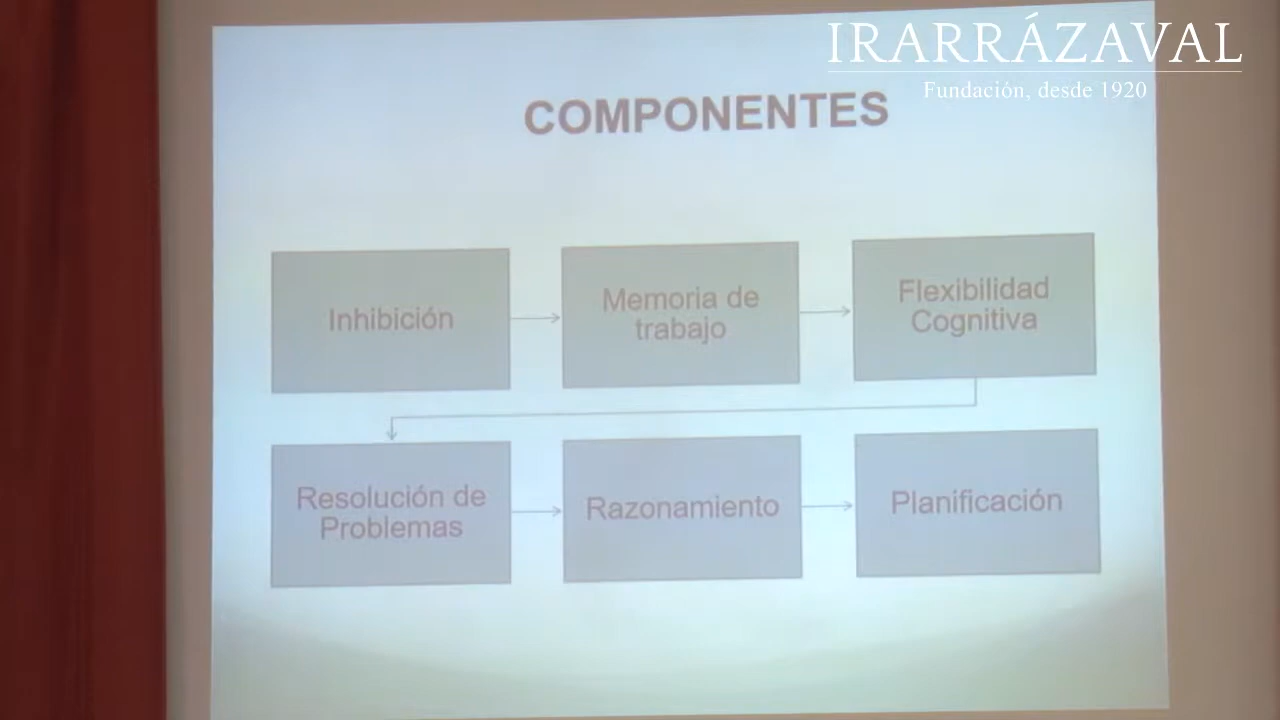 IRARRÁZAVAL
Fundación, desde 1920
COMPONENTES
Inhibición
Memoria de
trabajo
Flexibilidad
Cognitiva
Resolución de
Problemas
Razonamiento
Planificación